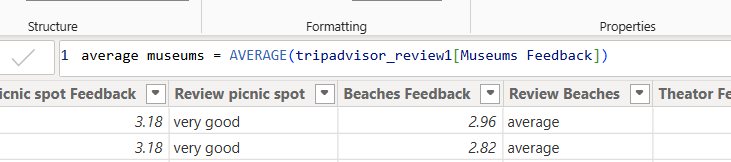 Structure
Formatting
Properties
1 average museums = AVERAGE(tripadvisor_review1[Museums Feedback])
icnic spot Feedback Review picnic spot Beaches Feedback Review Beaches Theator Fe
3.18 very good 2.96 average
3.18 very good 2.82 average